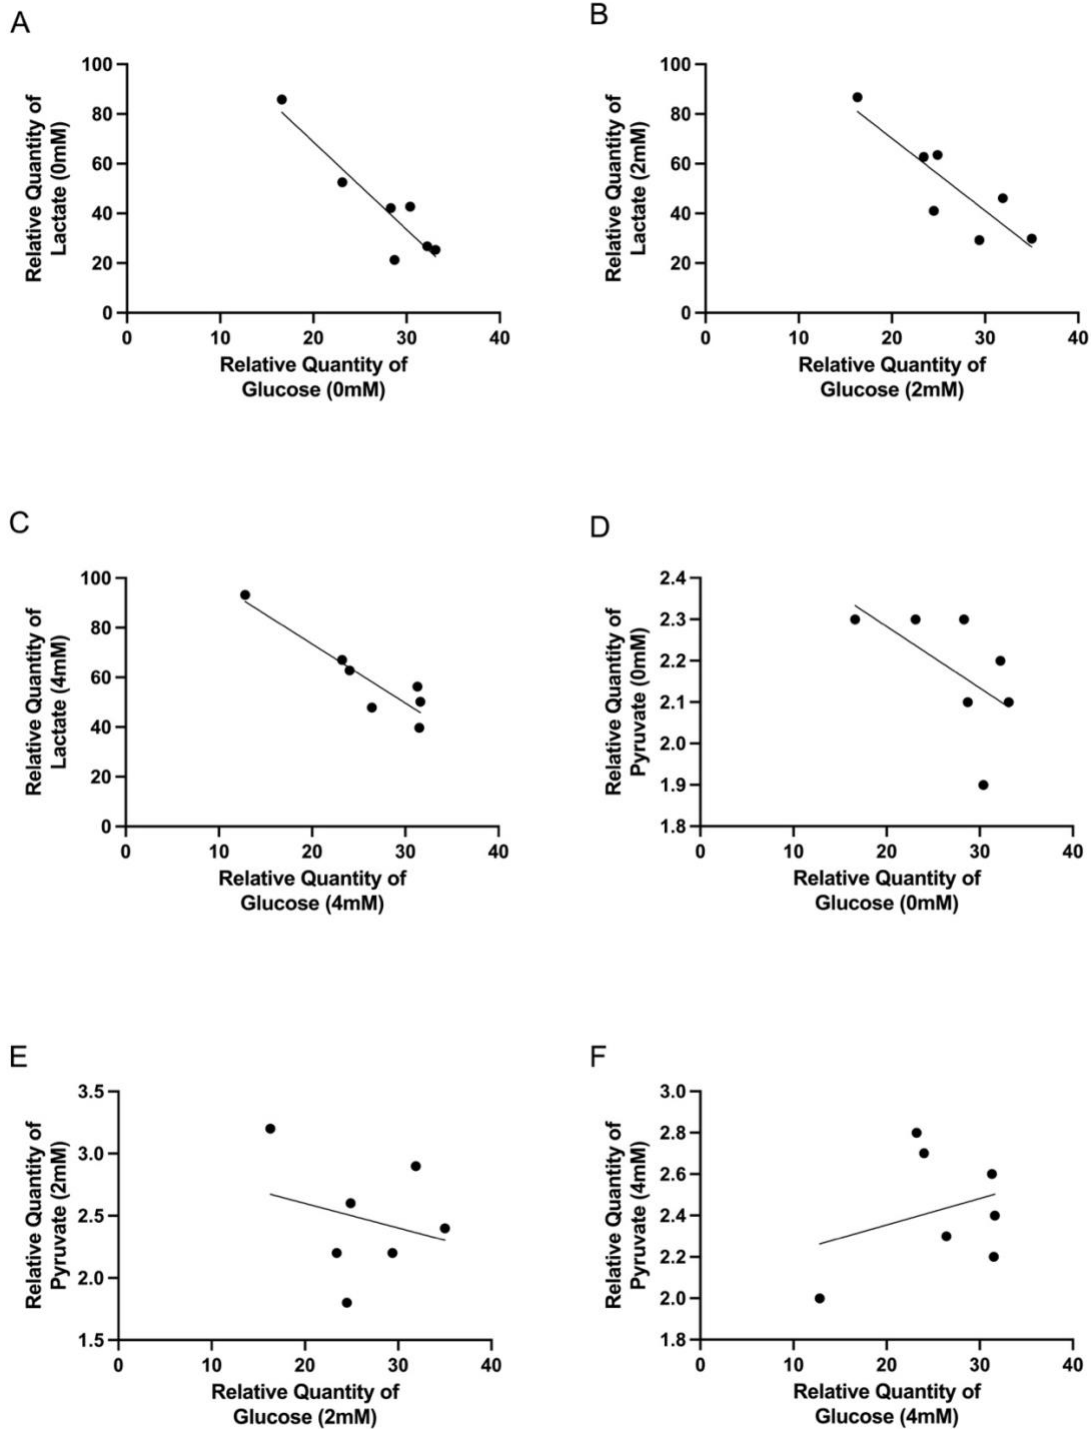 A
Relative Quantity of
Lactate (0mM)
100
80
60
40
20
0
0 10 20 30 40
Relative Quantity of
Glucose (0mM)
B
Relative Quantity of
Lactate (2mM)
100
80
60
40
20
0
0 10 20 30 40
Relative Quantity of
Glucose (2mM)
C
Relative Quantity of
Lactate (4mM)
100
80
60
40
20
0
0 10 20 30 40
Relative Quantity of
Glucose (4mM)
D
Relative Quantity of
Pyruvate (0mM)
2.4
2.3
2.2
2.1
2.0
1.9
1.8
0 10 20 30 40
Relative Quantity of
Glucose (0mM)
E
Relative Quantity of
Pyruvate (2mM)
3.5
3.0
2.5
2.0
1.5
0 10 20 30 40
Relative Quantity of
Glucose (2mM)
F
Relative Quantity of
Pyruvate (4mM)
3.0
2.8
2.6
2.4
2.2
2.0
1.8
0 10 20 30 40
Relative Quantity of
Glucose (4mM)